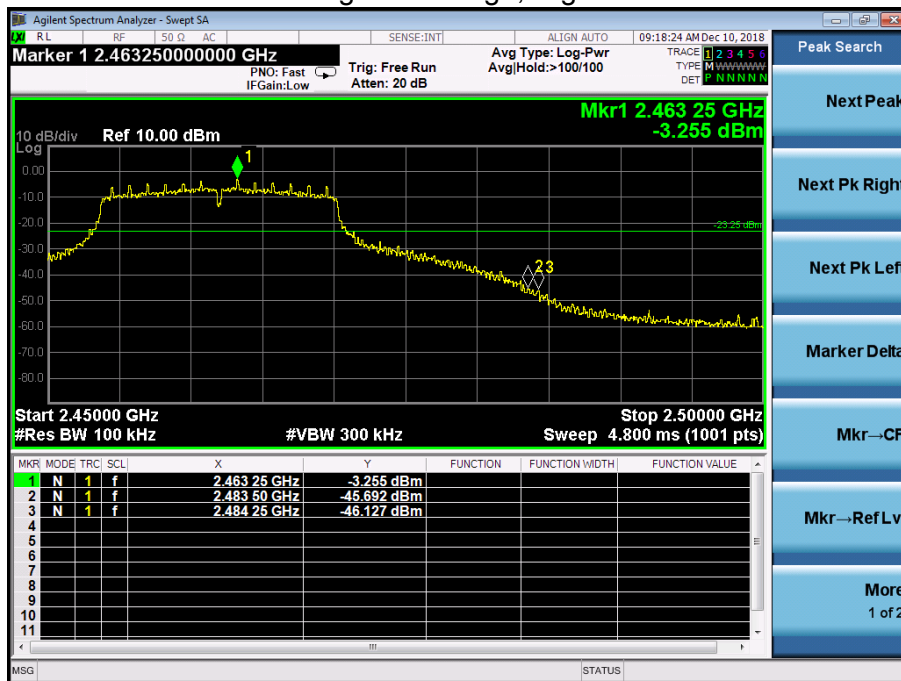 Agilent Spectrum Analyzer - Swept SA
LXI RL RF 50 Ω AC SENSE:INT ALIGN AUTO 09:18:24 AM Dec 10, 2018
Marker 1 2.463250000000 GHz
PNO: Fast
IFGain:Low
Trig: Free Run
Atten: 20 dB
Avg Type: Log-Pwr
Avg|Hold:>100/100
TRACE 1 2 3 4 5 6
TYPE M W W W W W
DET P N N N N N
Mkr1 2.463 25 GHz
-3.255 dBm
10 dB/div Ref 10.00 dBm
Log
1
0.00
-10.0
-20.0
-23.25 dBm
-30.0
-40.0
2 3
-50.0
-60.0
-70.0
-80.0
Start 2.45000 GHz Stop 2.50000 GHz
#Res BW 100 kHz #VBW 300 kHz Sweep 4.800 ms (1001 pts)
MKR MODE TRC SCL X Y FUNCTION FUNCTION WIDTH FUNCTION VALUE
1 N 1 f 2.463 25 GHz -3.255 dBm
2 N 1 f 2.483 50 GHz -45.692 dBm
3 N 1 f 2.484 25 GHz -46.127 dBm
4
5
6
7
8
9
10
11
MSG STATUS
Peak Search
Next Peak
Next Pk Right
Next Pk Left
Marker Delta
Mkr→CF
Mkr→Ref Lv
More
1 of 2